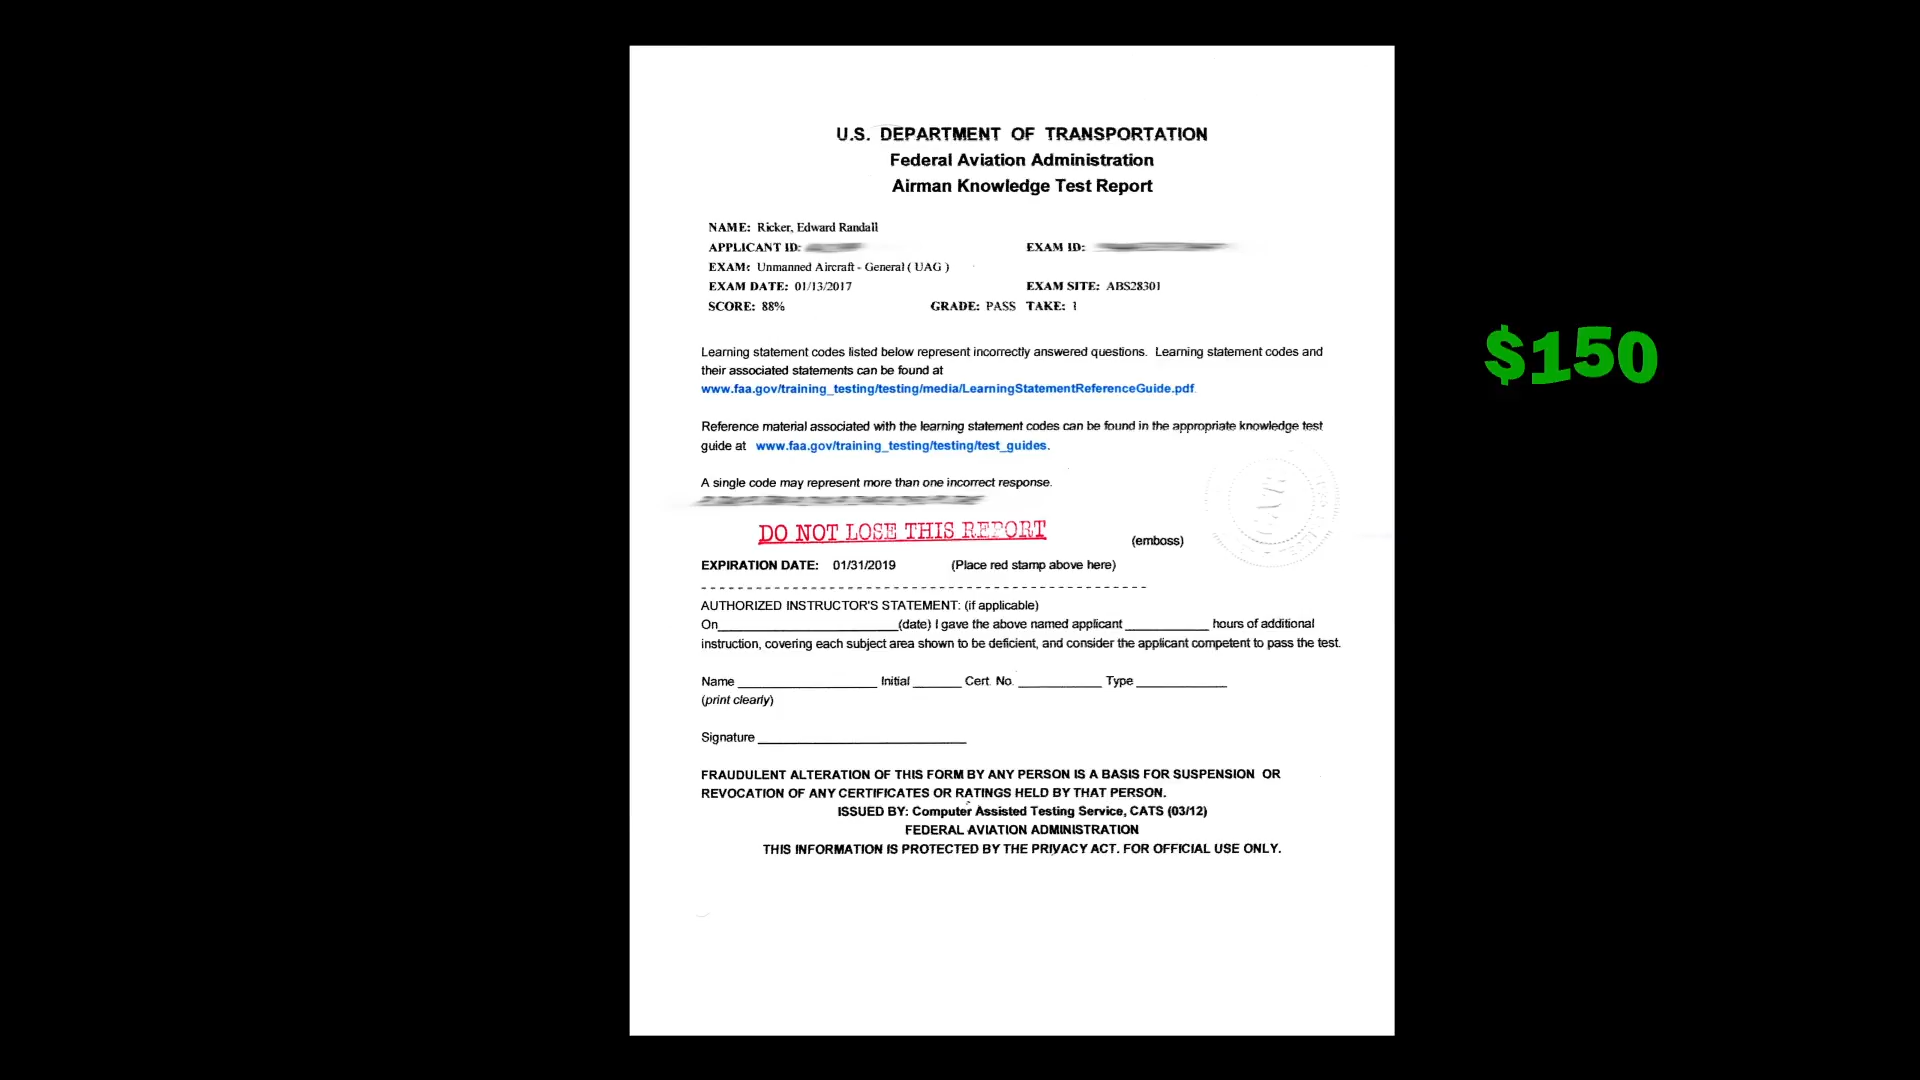 U.S. DEPARTMENT OF TRANSPORTATION
Federal Aviation Administration
Airman Knowledge Test Report
NAME: Ricker, Edward Randall
APPLICANT ID: EXAM ID:
EXAM: Unmanned Aircraft - General ( UAG )
EXAM DATE: 01/13/2017 EXAM SITE: ABS28301
SCORE: 88% GRADE: PASS TAKE: 1
$150
Learning statement codes listed below represent incorrectly answered questions. Learning statement codes and
their associated statements can be found at
www.faa.gov/training_testing/testing/media/LearningStatementReferenceGuide.pdf.
Reference material associated with the learning statement codes can be found in the appropriate knowledge test
guide at www.faa.gov/training_testing/testing/test_guides.
A single code may represent more than one incorrect response.
DO NOT LOSE THIS REPORT
(emboss)
EXPIRATION DATE: 01/31/2019 (Place red stamp above here)
AUTHORIZED INSTRUCTOR'S STATEMENT: (if applicable)
On____________________(date) I gave the above named applicant ____________ hours of additional
instruction, covering each subject area shown to be deficient, and consider the applicant competent to pass the test.
Name ____________________ Initial _______ Cert. No. ____________ Type _____________
(print clearly)
Signature ______________________________
FRAUDULENT ALTERATION OF THIS FORM BY ANY PERSON IS A BASIS FOR SUSPENSION OR
REVOCATION OF ANY CERTIFICATES OR RATINGS HELD BY THAT PERSON.
ISSUED BY: Computer Assisted Testing Service, CATS (03/12)
FEDERAL AVIATION ADMINISTRATION
THIS INFORMATION IS PROTECTED BY THE PRIVACY ACT. FOR OFFICIAL USE ONLY.